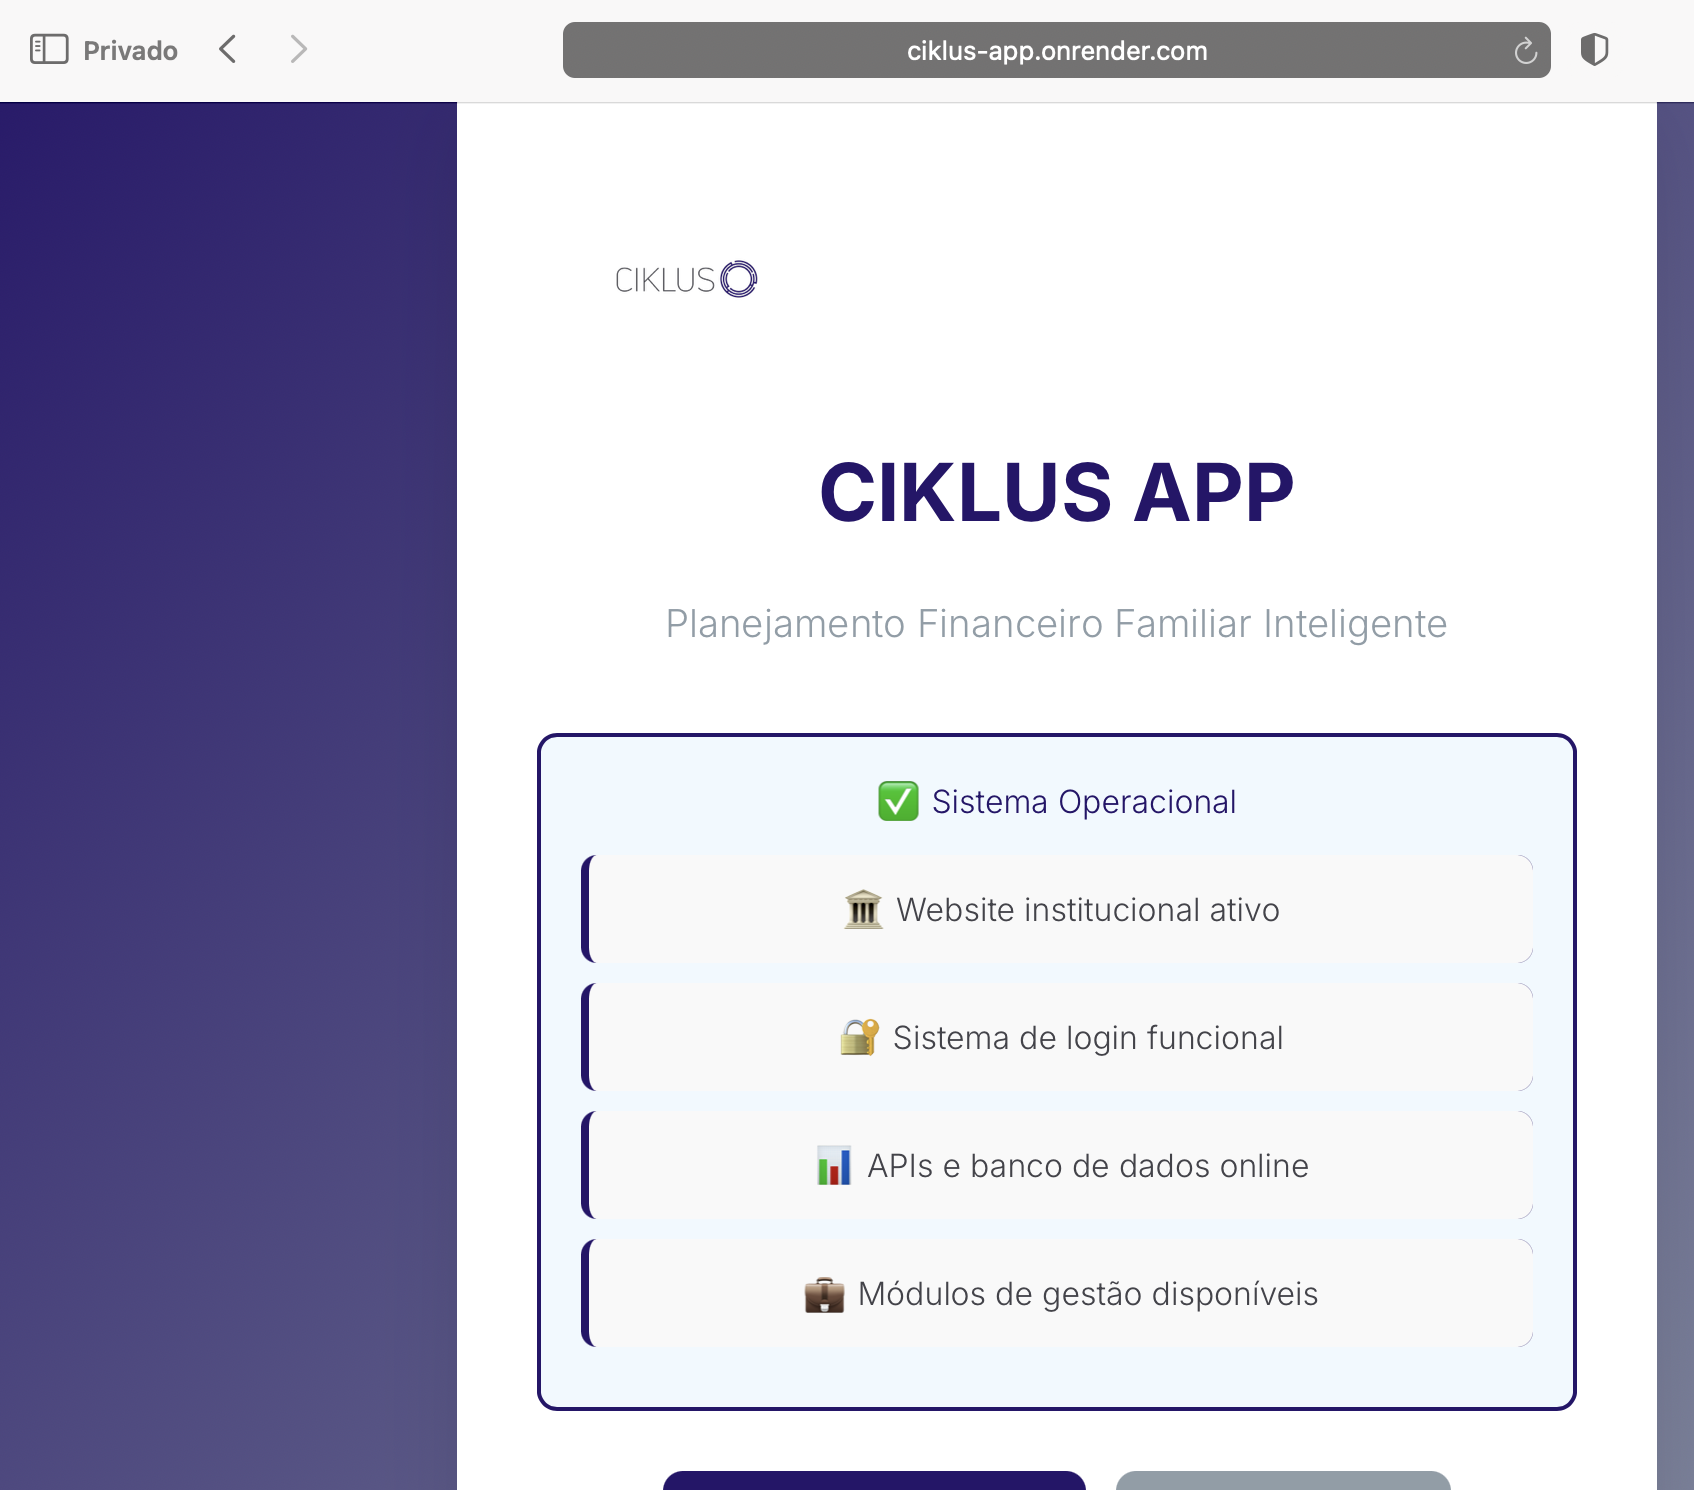 Privado
ciklus-app.onrender.com
CIKLUS
CIKLUS APP
Planejamento Financeiro Familiar Inteligente
✅ Sistema Operacional
🏛️ Website institucional ativo
🔐 Sistema de login funcional
📊 APIs e banco de dados online
💼 Módulos de gestão disponíveis